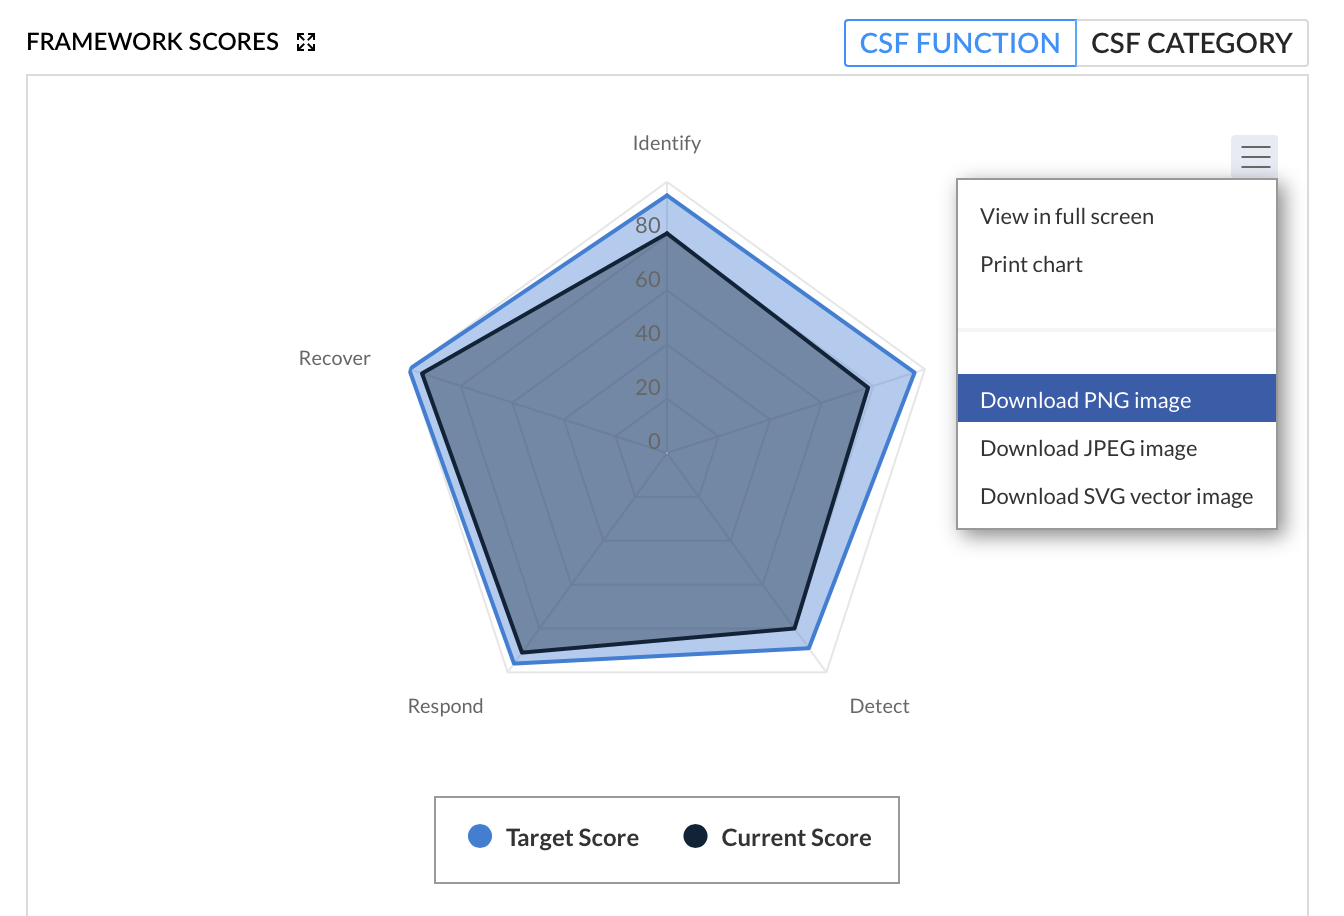 FRAMEWORK SCORES
CSF FUNCTION
CSF CATEGORY
Identify
View in full screen
Print chart
Download PNG image
Download JPEG image
Download SVG vector image
80
60
40
20
0
Recover
Respond
Detect
Target Score
Current Score